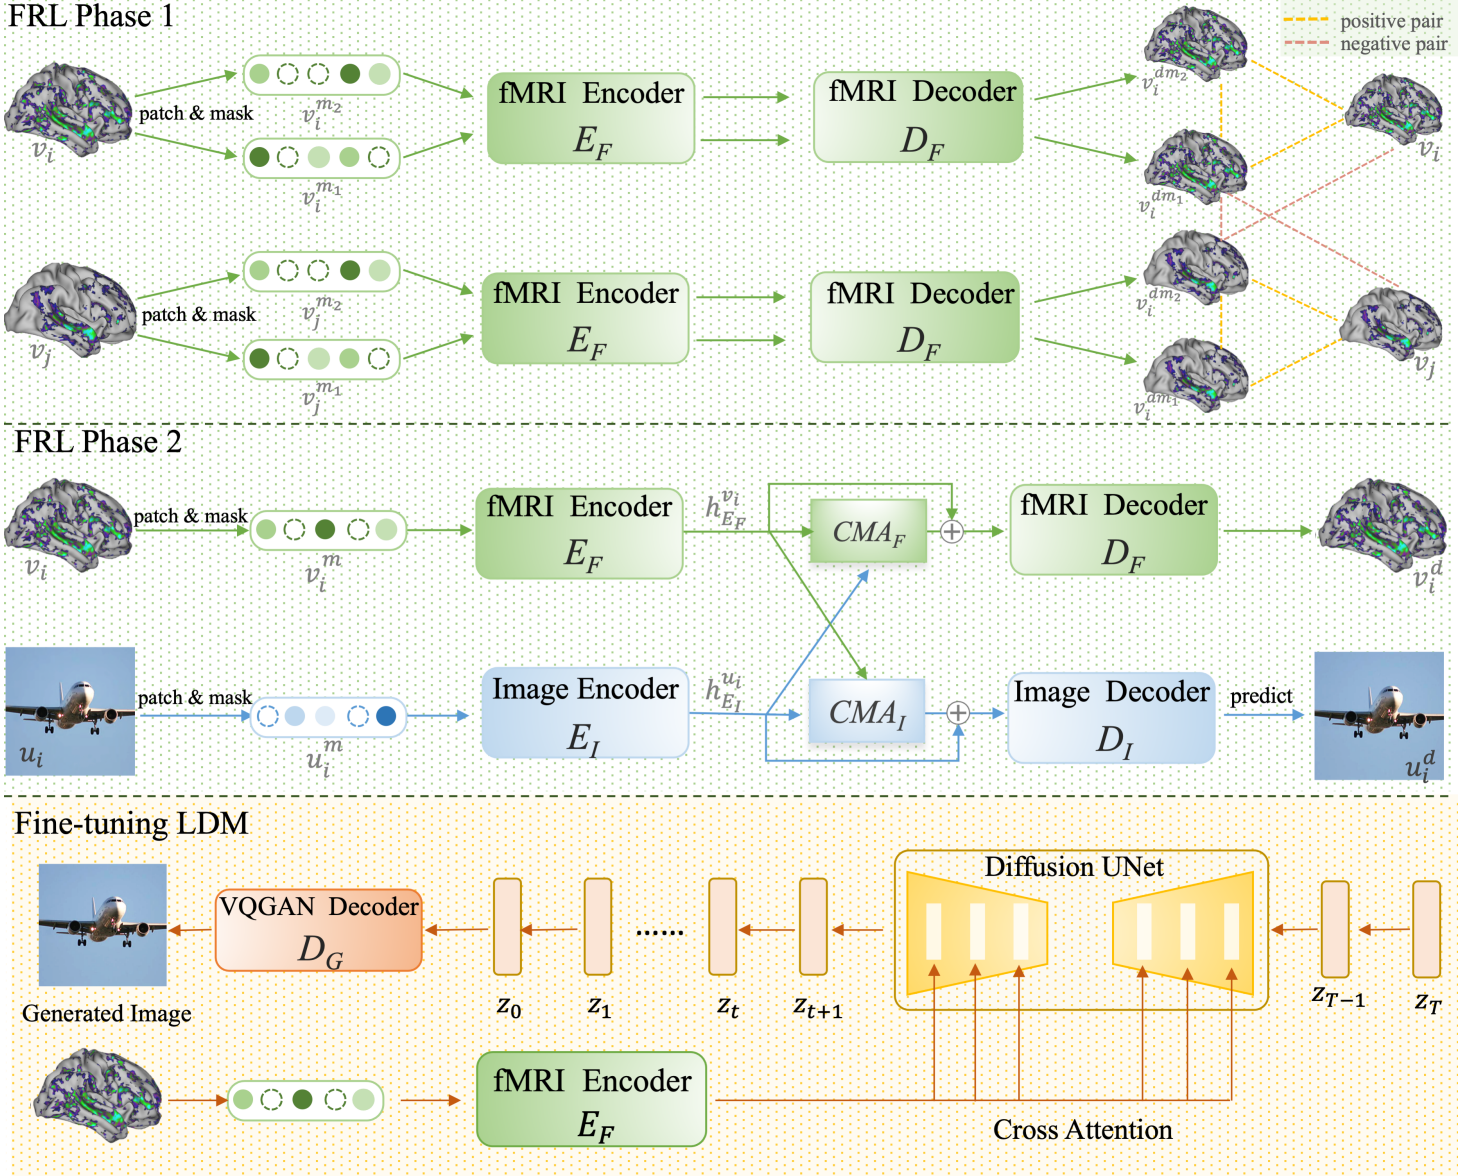 FRL Phase 1
positive pair
negative pair
patch & mask
v_i
v_i^{m_2}
v_i^{m_1}
fMRI Encoder
E_F
fMRI Decoder
D_F
v_i^{dm_2}
v_i^{dm_1}
v_i
patch & mask
v_j
v_j^{m_2}
v_j^{m_1}
fMRI Encoder
E_F
fMRI Decoder
D_F
v_i^{dm_2}
v_i^{dm_1}
v_j
FRL Phase 2
patch & mask
v_i
v_i^m
fMRI Encoder
E_F
h_{E_F}^{v_i}
CMA_F
+
fMRI Decoder
D_F
v_i^d
patch & mask
u_i
u_i^m
Image Encoder
E_I
h_{E_I}^{u_i}
CMA_I
+
Image Decoder
D_I
predict
u_i^d
Fine-tuning LDM
Generated Image
VQGAN Decoder
D_G
z_0
z_1
......
z_t
z_{t+1}
Diffusion UNet
z_{T-1}
z_T
fMRI Encoder
E_F
Cross Attention